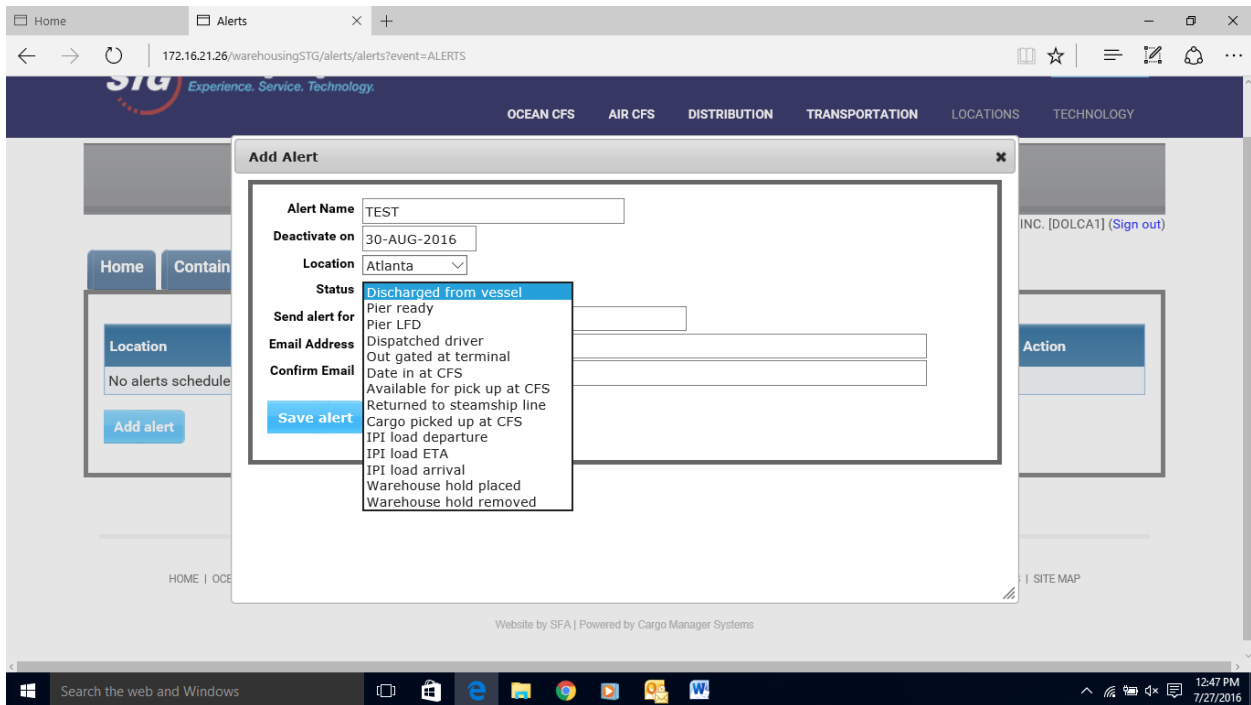 Home
Alerts
172.16.21.26/warehousingSTG/alerts/alerts?event=ALERTS
STG
Experience. Service. Technology.
OCEAN CFS AIR CFS DISTRIBUTION TRANSPORTATION LOCATIONS TECHNOLOGY
Add Alert
INC. [DOLCA1] (Sign out)
Home Contain
Alert Name TEST
Deactivate on 30-AUG-2016
Location Atlanta
Status
Discharged from vessel
Pier ready
Pier LFD
Dispatched driver
Out gated at terminal
Date in at CFS
Available for pick up at CFS
Returned to steamship line
Cargo picked up at CFS
IPI load departure
IPI load ETA
IPI load arrival
Warehouse hold placed
Warehouse hold removed
Send alert for
Email Address
Confirm Email
Save alert
Location Action
No alerts schedule
Add alert
HOME | OCE
| SITE MAP
Website by SFA | Powered by Cargo Manager Systems
Search the web and Windows
12:47 PM
7/27/2016